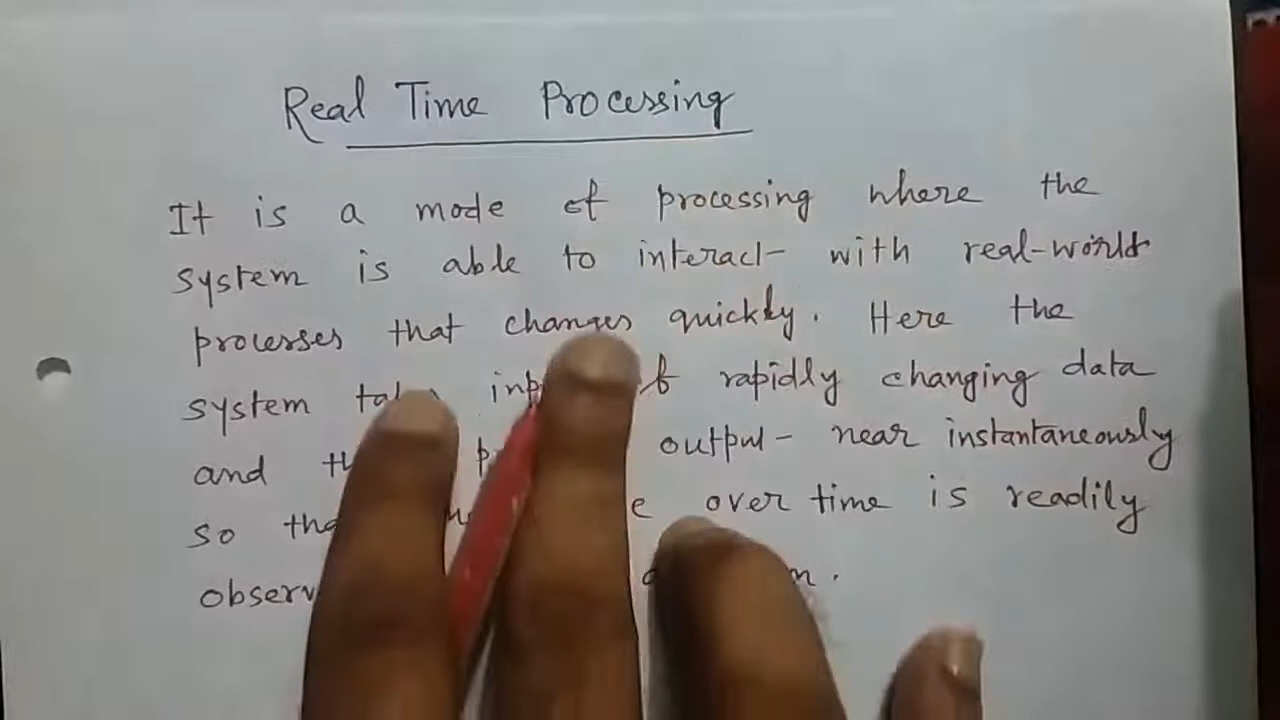 Real Time Processing
It is a mode of processing where the
system is able to interact with real-world
processes that changes quickly. Here the
system of rapidly changing data
and output near instantaneously
so over time is readily